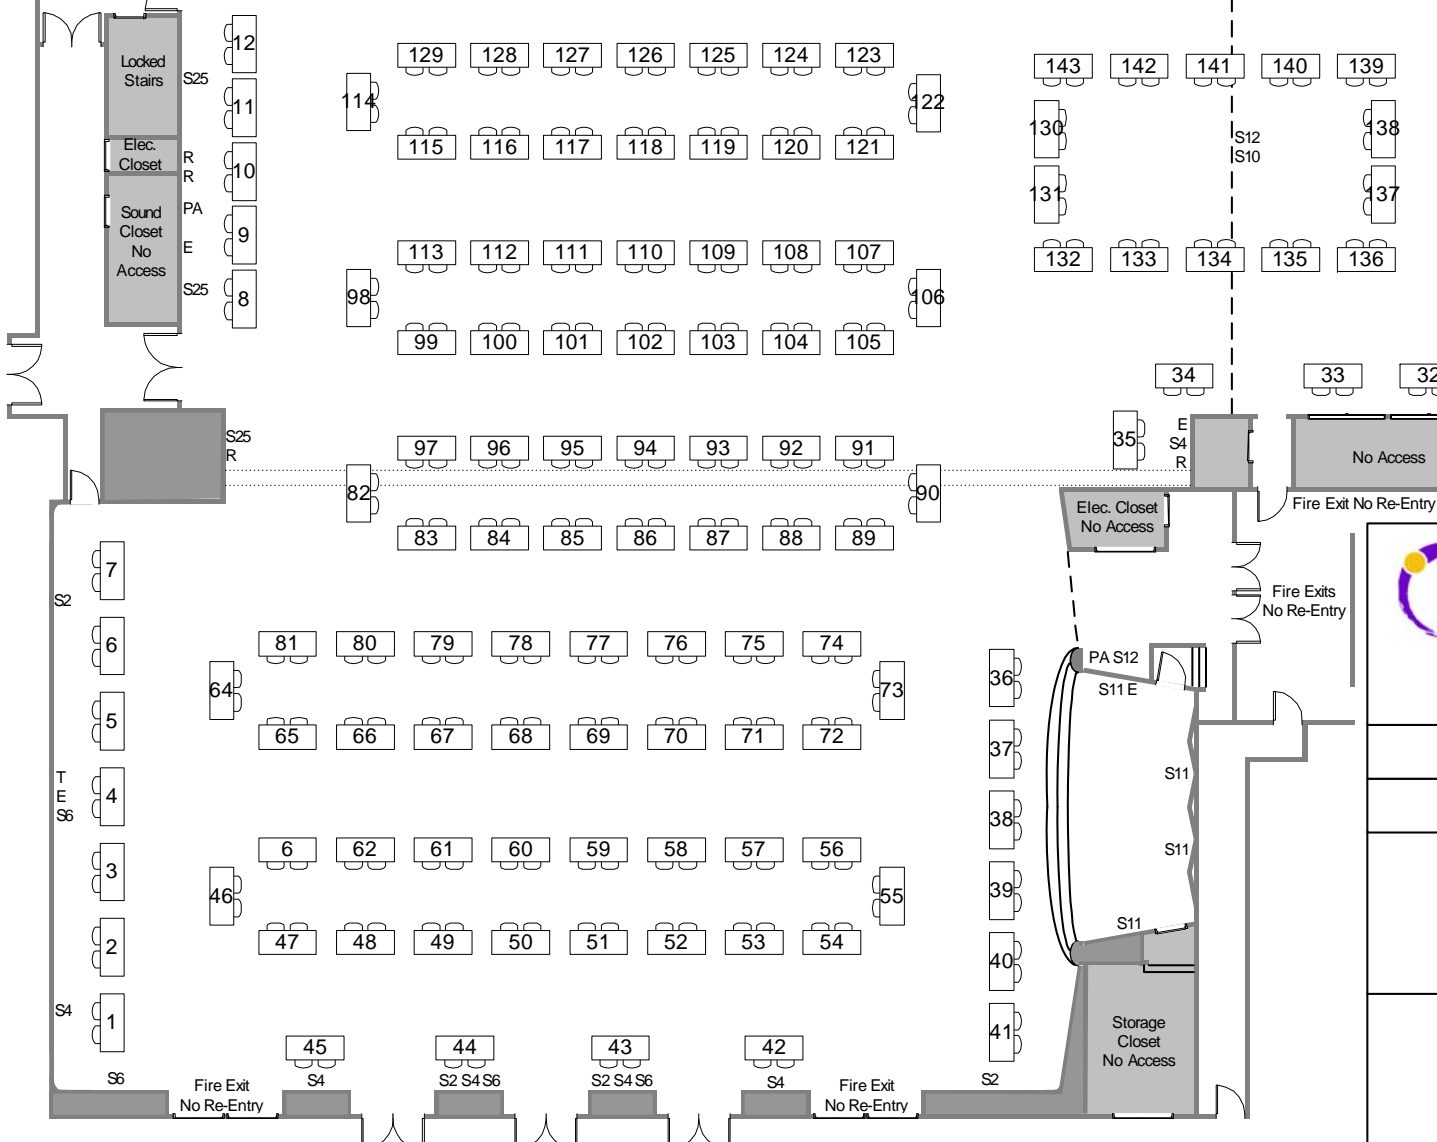 12
129 128 127 126 125 124 123
143 142 141 140 139
Locked
Stairs
S25
114
122
11
130
138
S12
S10
Elec.
Closet
115 116 117 118 119 120 121
R
R
10
131
137
Sound
Closet
No
Access
PA
E
9
113 112 111 110 109 108 107
132 133 134 135 136
S25
8
98
106
99 100 101 102 103 104 105
34
33
32
S25
R
97 96 95 94 93 92 91
35
E
S4
R
No Access
82
90
Elec. Closet
No Access
Fire Exit No Re-Entry
83 84 85 86 87 88 89
7
S2
Fire Exits
No Re-Entry
6
81 80 79 78 77 76 75 74
PA S12
S11 E
64
73
36
5
65 66 67 68 69 70 71 72
37
S11
T
E
S6
4
38
6 62 61 60 59 58 57 56
S11
3
46
55
39
S11
2
47 48 49 50 51 52 53 54
40
S4
1
41
Storage
Closet
No Access
45
44
43
42
S6
Fire Exit
No Re-Entry
S4
S2 S4 S6
S2 S4 S6
S4
Fire Exit
No Re-Entry
S2